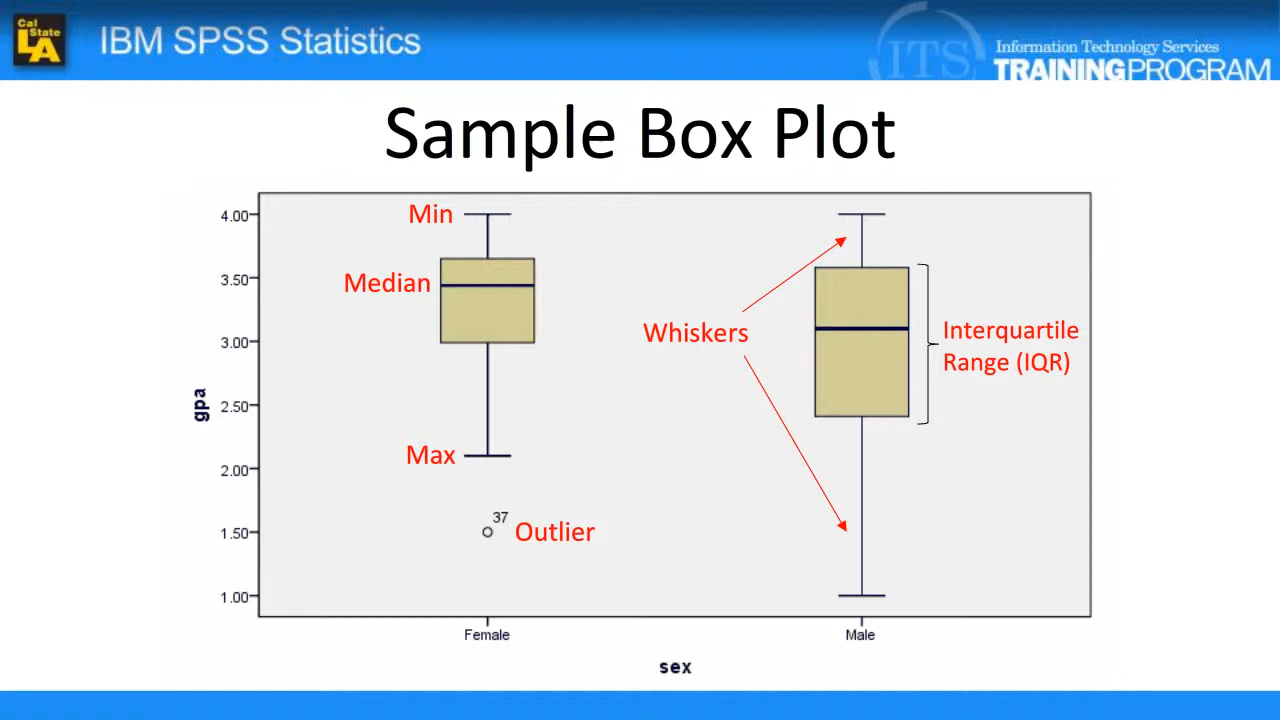 Cal
State
LA
IBM SPSS Statistics
ITS
Information Technology Services
TRAINING PROGRAM
Sample Box Plot
4.00
3.50
3.00
2.50
2.00
1.50
1.00
gpa
Min
Median
Max
37
Outlier
Whiskers
Interquartile
Range (IQR)
Female
Male
sex